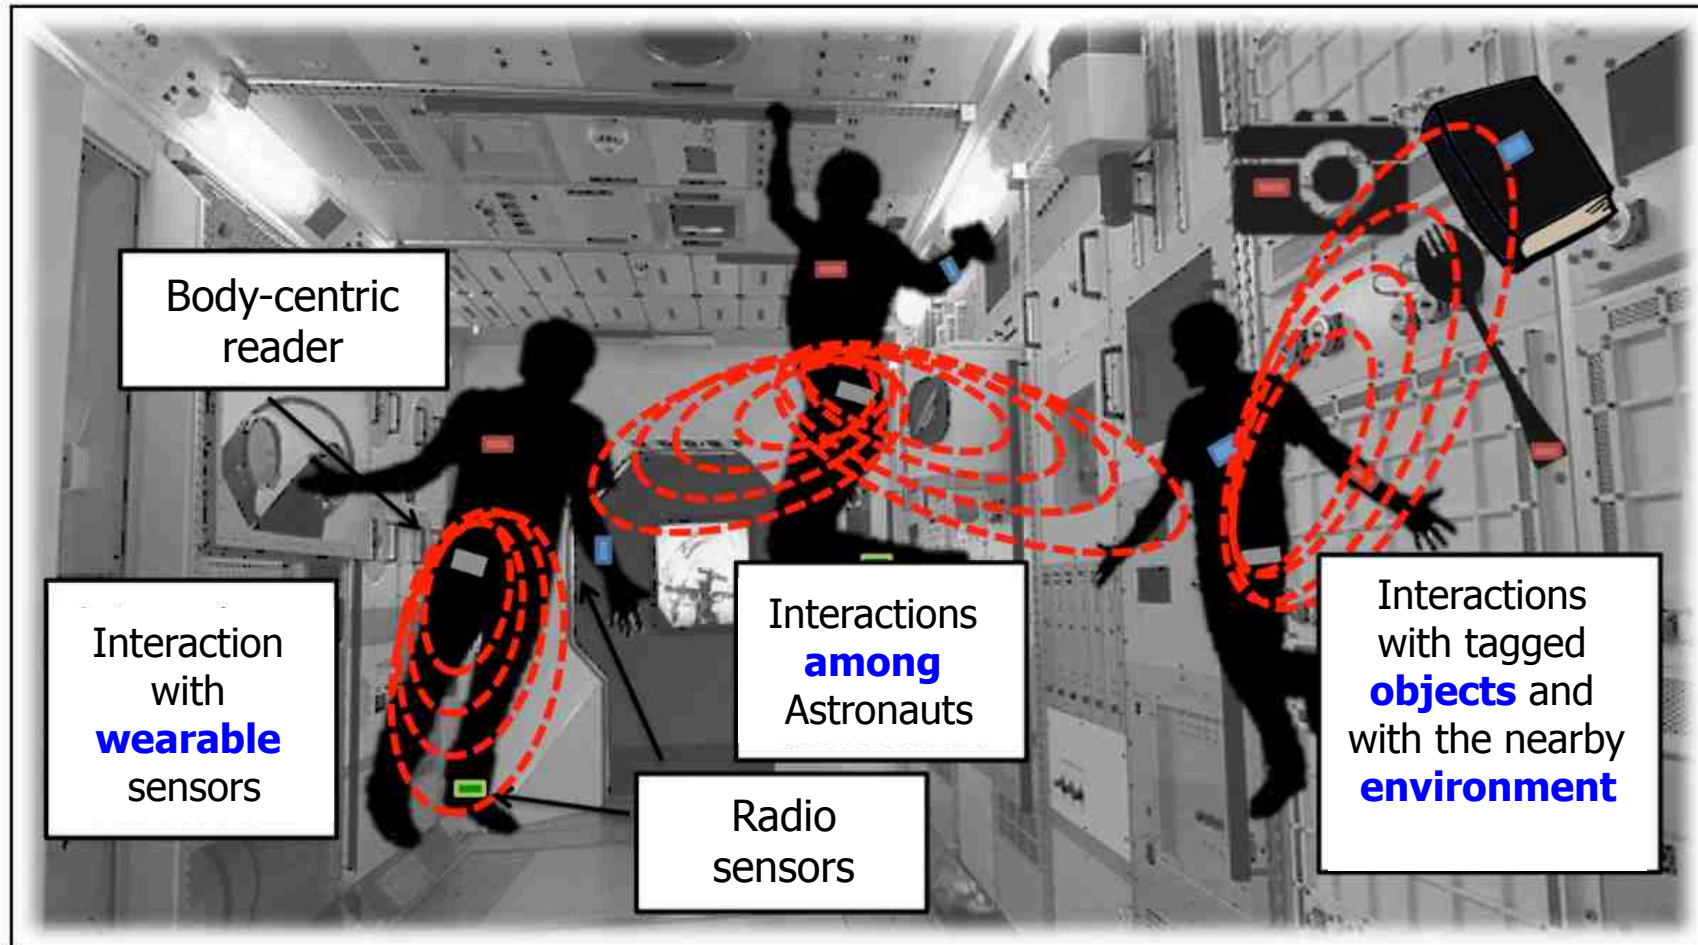 Body-centric
reader
Interaction
with
wearable
sensors
Interactions
among
Astronauts
Radio
sensors
Interactions
with tagged
objects and
with the nearby
environment